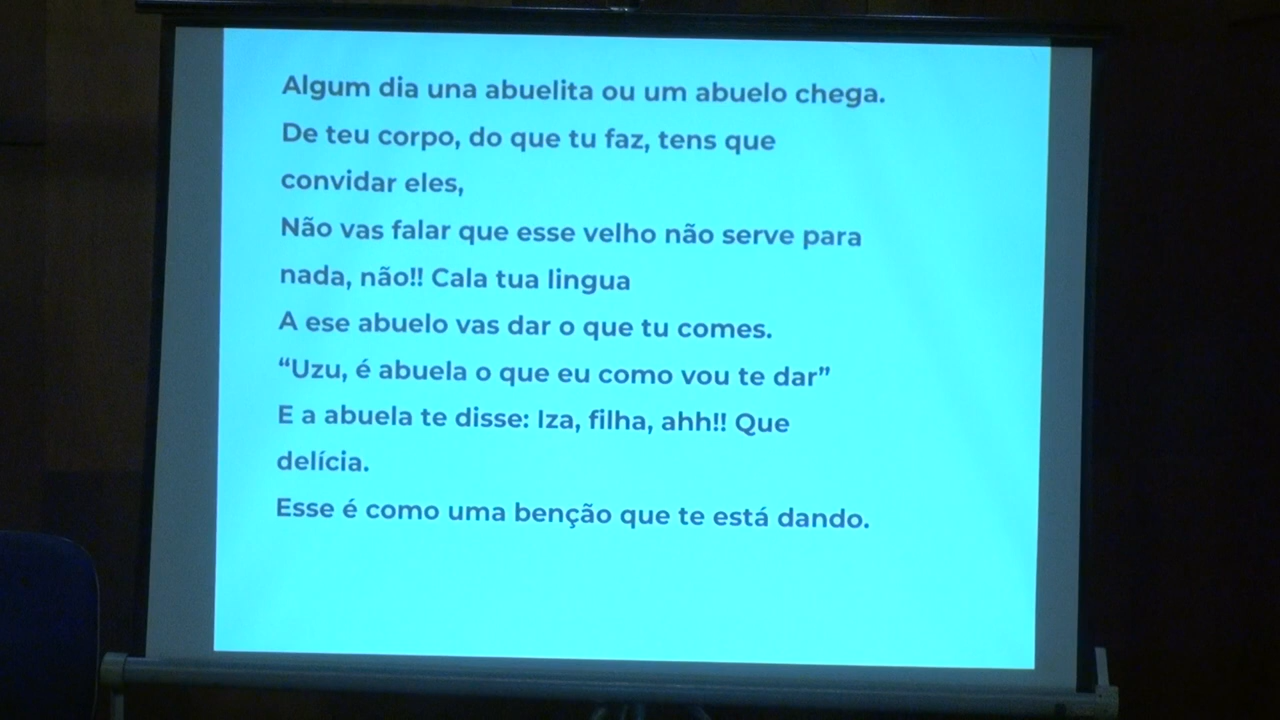 Algum dia una abuelita ou um abuelo chega.
De teu corpo, do que tu faz, tens que
convidar eles,
Não vas falar que esse velho não serve para
nada, não!! Cala tua lingua
A ese abuelo vas dar o que tu comes.
“Uzu, é abuela o que eu como vou te dar”
E a abuela te disse: Iza, filha, ahh!! Que
delícia.
Esse é como uma benção que te está dando.